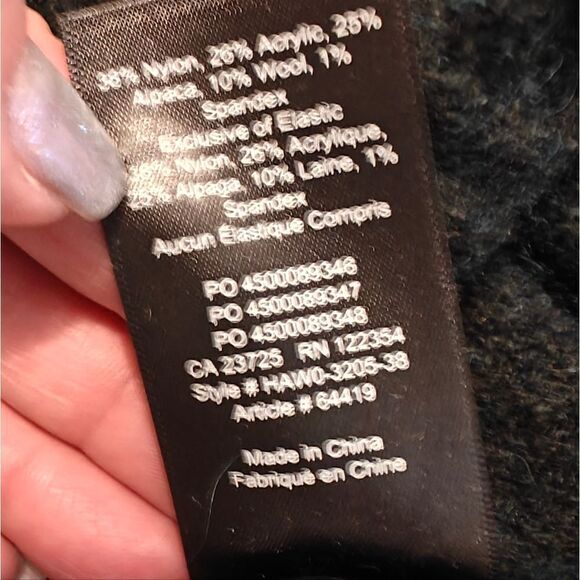 38% Nylon, 26% Acrylic, 25%
Alpaca, 10% Wool, 1%
Spandex
Exclusive of Elastic
Nylon, 26% Acrylique,
Alpaga, 10% Laine, 1%
Spandex
Aucun Élastique Compris
PO 4500089346
PO 4500089347
PO 4500089348
CA 23725 RN 122354
Style # HAW0-3205-38
Article # 64419
Made in China
Fabriqué en Chine